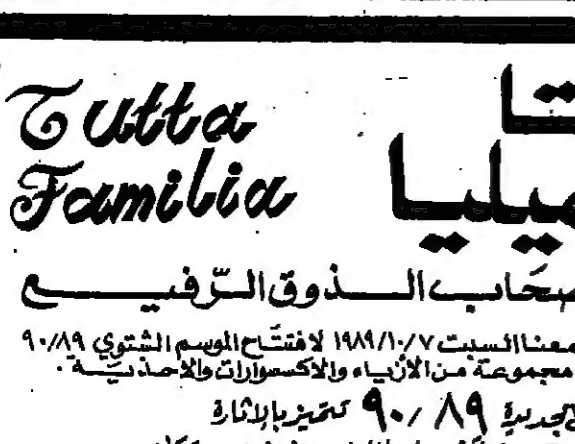 Tutta
Familia
تا
ميليا
صحاب الذوق الرفيع
معنا السبت ١٩٨٩/١٠/٧ لافتتاح الموسم الشتوي ٩٠/٨٩
مجموعة من الأزياء والاكسسوارات والاحذية ·
الجديدة ٨٩ / ٩٠ تتميز بالإثارة